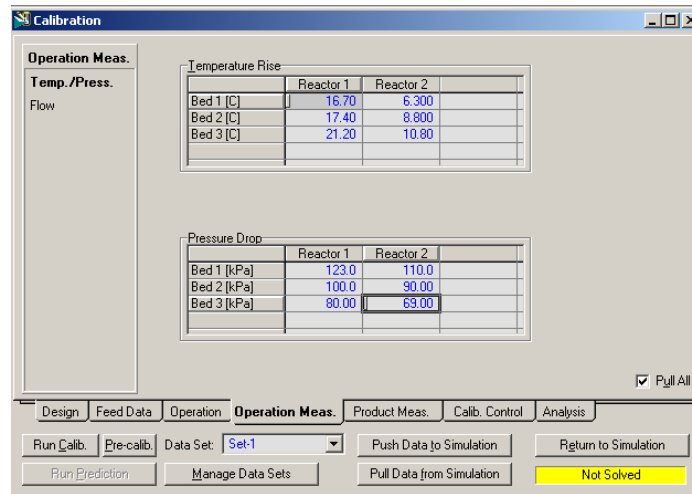 Calibration
Operation Meas.
Temp./Press.
Flow
Temperature Rise
Reactor 1 Reactor 2
Bed 1 [C] 16.70 6.300
Bed 2 [C] 17.40 8.800
Bed 3 [C] 21.20 10.80
Pressure Drop
Reactor 1 Reactor 2
Bed 1 [kPa] 123.0 110.0
Bed 2 [kPa] 100.0 90.00
Bed 3 [kPa] 80.00 69.00
Pull All
Design Feed Data Operation Operation Meas. Product Meas. Calib. Control Analysis
Run Calib. Pre-calib. Data Set: Set-1 Push Data to Simulation Return to Simulation
Run Prediction Manage Data Sets Pull Data from Simulation Not Solved